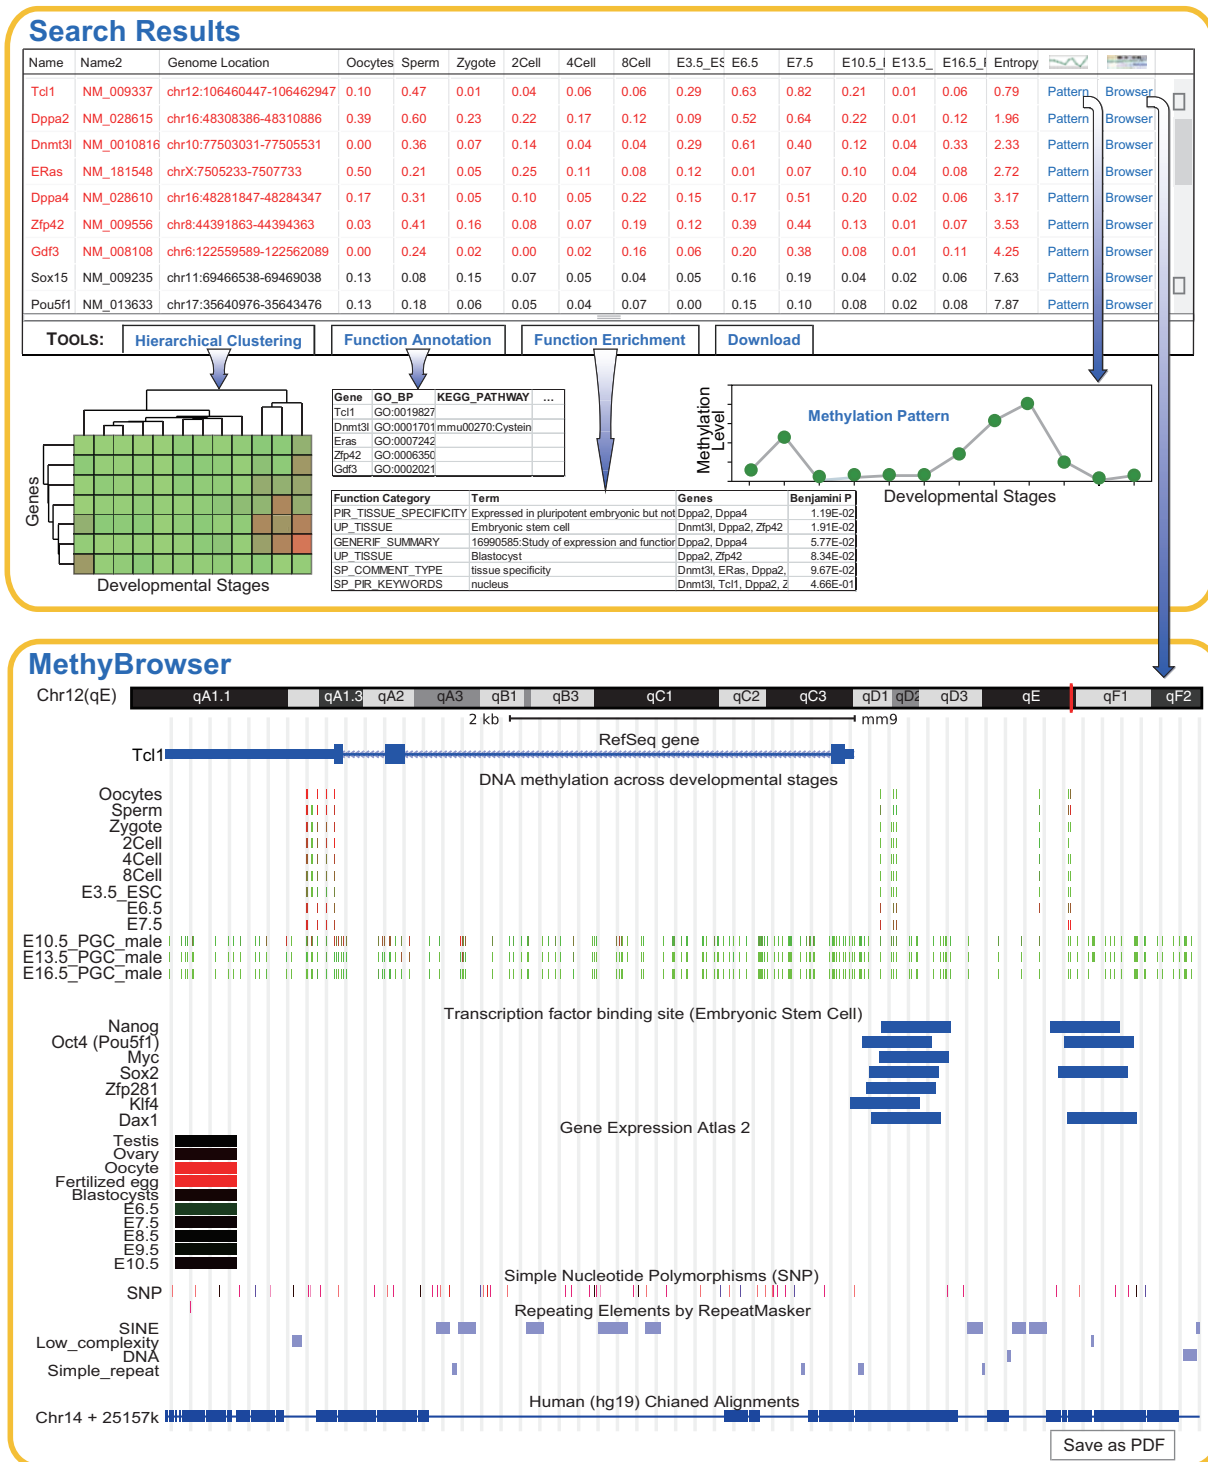 Search Results
Name Name2 Genome Location Oocytes Sperm Zygote 2Cell 4Cell 8Cell E3.5_ES E6.5 E7.5 E10.5_ E13.5_ E16.5_ Entropy
Tcl1 NM_009337 chr12:106460447-106462947 0.10 0.47 0.01 0.04 0.06 0.06 0.29 0.63 0.82 0.21 0.01 0.06 0.79 Pattern Browser
Dppa2 NM_028615 chr16:48308386-48310886 0.39 0.60 0.23 0.22 0.17 0.12 0.09 0.52 0.64 0.22 0.01 0.12 1.96 Pattern Browser
Dnmt3l NM_0010816 chr10:77503031-77505531 0.00 0.36 0.07 0.14 0.04 0.04 0.29 0.61 0.40 0.12 0.04 0.33 2.33 Pattern Browser
ERas NM_181548 chrX:7505233-7507733 0.50 0.21 0.05 0.25 0.11 0.08 0.12 0.01 0.07 0.10 0.04 0.08 2.72 Pattern Browser
Dppa4 NM_028610 chr16:48281847-48284347 0.17 0.31 0.05 0.10 0.05 0.22 0.15 0.17 0.51 0.20 0.02 0.06 3.17 Pattern Browser
Zfp42 NM_009556 chr8:44391863-44394363 0.03 0.41 0.16 0.08 0.07 0.19 0.12 0.39 0.44 0.13 0.01 0.07 3.53 Pattern Browser
Gdf3 NM_008108 chr6:122559589-122562089 0.00 0.24 0.02 0.00 0.02 0.16 0.06 0.20 0.38 0.08 0.01 0.11 4.25 Pattern Browser
Sox15 NM_009235 chr11:69466538-69469038 0.13 0.08 0.15 0.07 0.05 0.04 0.05 0.16 0.19 0.04 0.02 0.06 7.63 Pattern Browser
Pou5f1 NM_013633 chr17:35640976-35643476 0.13 0.18 0.06 0.05 0.04 0.07 0.00 0.15 0.10 0.08 0.02 0.08 7.87 Pattern Browser
TOOLS: Hierarchical Clustering Function Annotation Function Enrichment Download
Genes
Developmental Stages
Gene GO_BP KEGG_PATHWAY ...
Tcl1 GO:0019827
Dnmt3l GO:0001701 mmu00270:Cystein
Eras GO:0007242
Zfp42 GO:0006350
Gdf3 GO:0002021
Methylation Level
Methylation Pattern
Developmental Stages
Function Category Term Genes Benjamini P
PIR_TISSUE_SPECIFICITY Expressed in pluripotent embryonic but not Dppa2, Dppa4 1.19E-02
UP_TISSUE Embryonic stem cell Dnmt3l, Dppa2, Zfp42 1.91E-02
GENERIF_SUMMARY 16990585:Study of expression and function Dppa2, Dppa4 5.77E-02
UP_TISSUE Blastocyst Dppa2, Zfp42 8.34E-02
SP_COMMENT_TYPE tissue specificity Dnmt3l, ERas, Dppa2, 9.67E-02
SP_PIR_KEYWORDS nucleus Dnmt3l, Tcl1, Dppa2, Z 4.66E-01
MethyBrowser
Chr12(qE) qA1.1 qA1.3 qA2 qA3 qB1 qB3 qC1 qC2 qC3 qD1 qD2 qD3 qE qF1 qF2
2 kb mm9
RefSeq gene
Tcl1
DNA methylation across developmental stages
Oocytes
Sperm
Zygote
2Cell
4Cell
8Cell
E3.5_ESC
E6.5
E7.5
E10.5_PGC_male
E13.5_PGC_male
E16.5_PGC_male
Transcription factor binding site (Embryonic Stem Cell)
Nanog
Oct4 (Pou5f1)
Myc
Sox2
Zfp281
Klf4
Dax1
Gene Expression Atlas 2
Testis
Ovary
Oocyte
Fertilized egg
Blastocysts
E6.5
E7.5
E8.5
E9.5
E10.5
Simple Nucleotide Polymorphisms (SNP)
SNP
Repeating Elements by RepeatMasker
SINE
Low_complexity
DNA
Simple_repeat
Human (hg19) Chianed Alignments
Chr14 + 25157k
Save as PDF